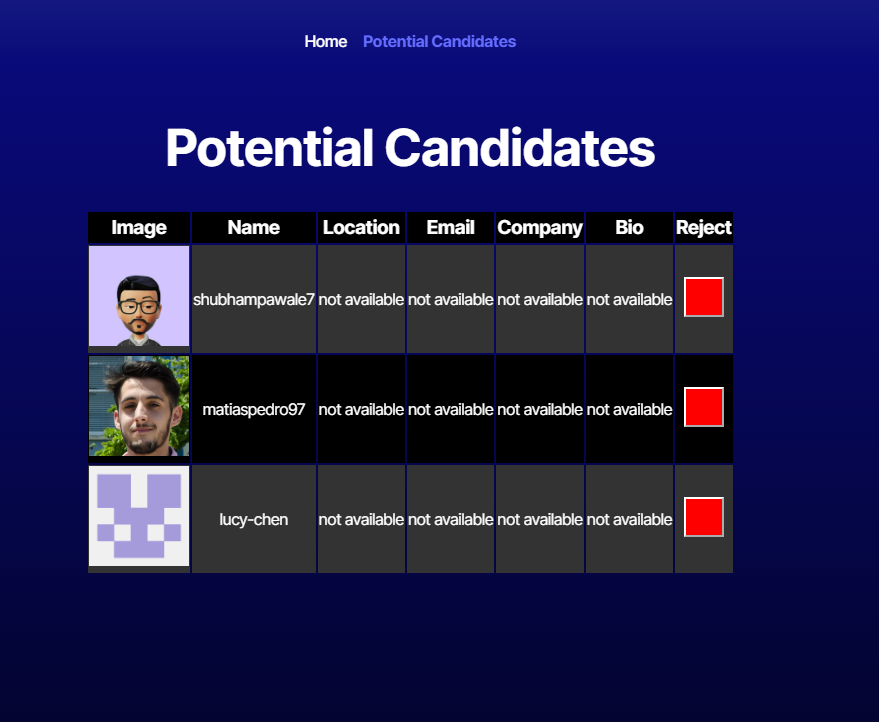 Home Potential Candidates
Potential Candidates
Image Name Location Email Company Bio Reject
shubhampawale7 not available not available not available not available
matiaspedro97 not available not available not available not available
lucy-chen not available not available not available not available